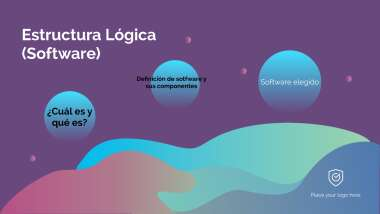 Estructura Lógica
(Software)
Definición de software y
sus componentes
Software elegido
¿Cuál es y
qué es?
Place your logo here